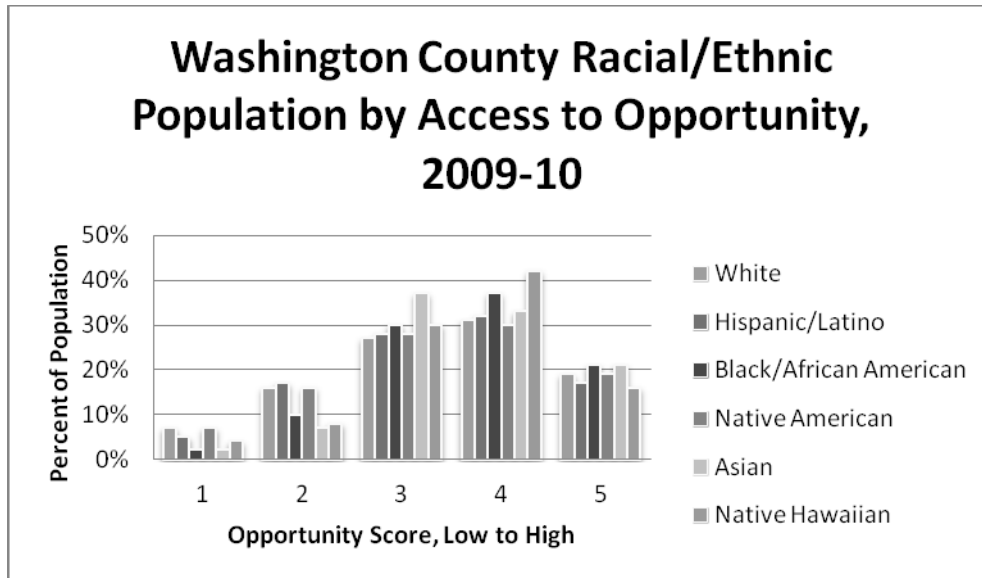 Washington County Racial/Ethnic
Population by Access to Opportunity,
2009-10
Percent of Population
50%
40%
30%
20%
10%
0%
1 2 3 4 5
Opportunity Score, Low to High
White
Hispanic/Latino
Black/African American
Native American
Asian
Native Hawaiian